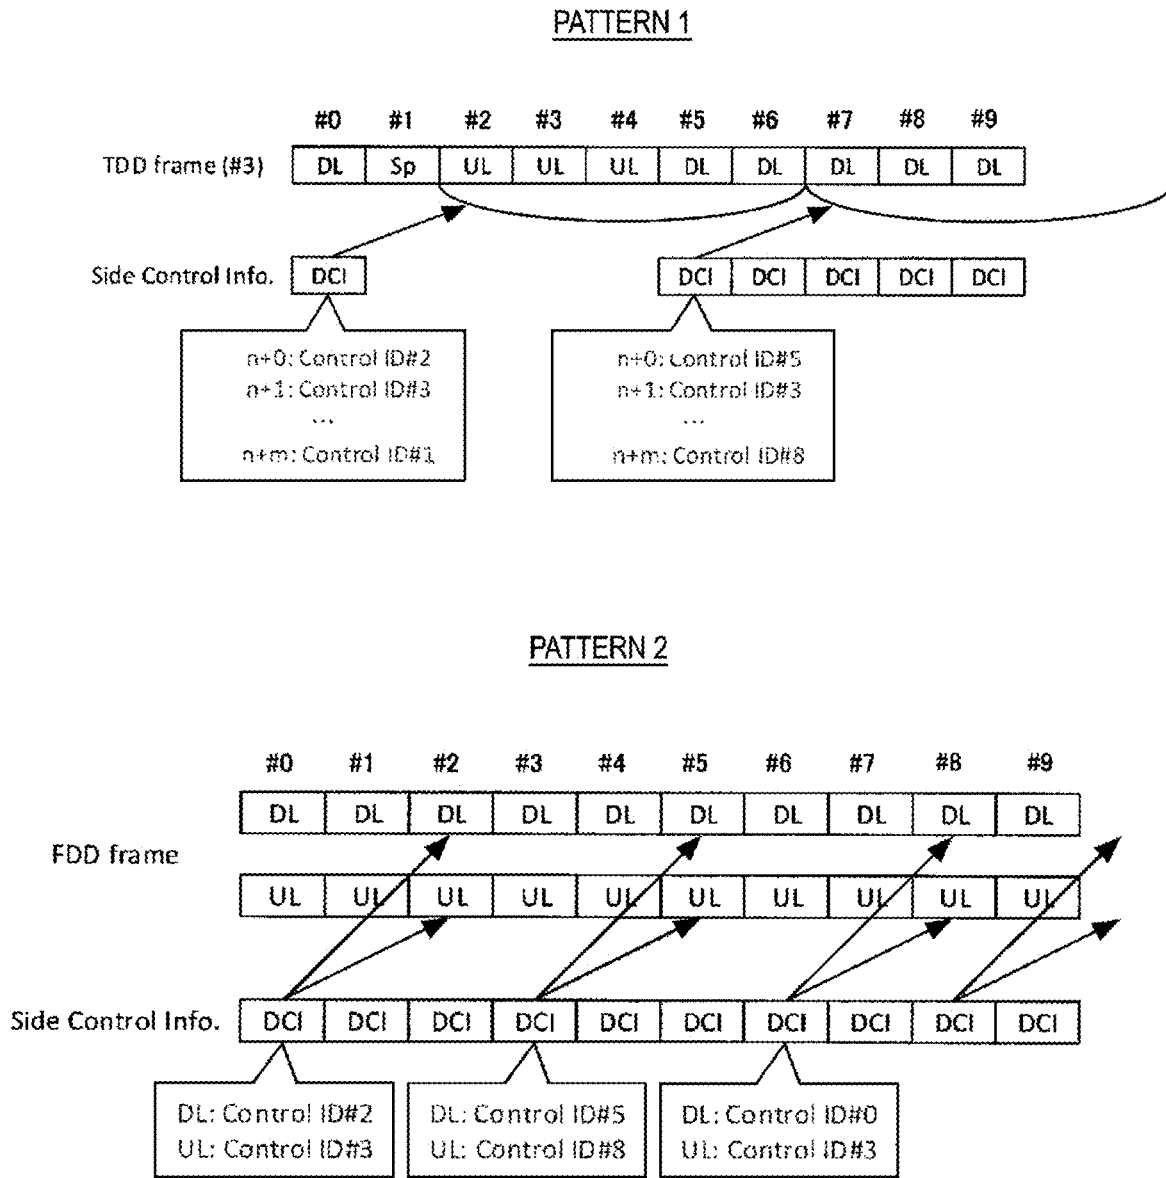 PATTERN 1
#0 #1 #2 #3 #4 #5 #6 #7 #8 #9
TDD frame (#3) DL Sp UL UL UL DL DL DL DL DL
Side Control Info. DCI DCI DCI DCI DCI DCI
n+0: Control ID#2
n+1: Control ID#3
...
n+m: Control ID#1
n+0: Control ID#5
n+1: Control ID#3
...
n+m: Control ID#8
PATTERN 2
#0 #1 #2 #3 #4 #5 #6 #7 #8 #9
DL DL DL DL DL DL DL DL DL DL
FDD frame
UL UL UL UL UL UL UL UL UL UL
Side Control Info. DCI DCI DCI DCI DCI DCI DCI DCI DCI DCI
DL: Control ID#2
UL: Control ID#3
DL: Control ID#5
UL: Control ID#8
DL: Control ID#0
UL: Control ID#3